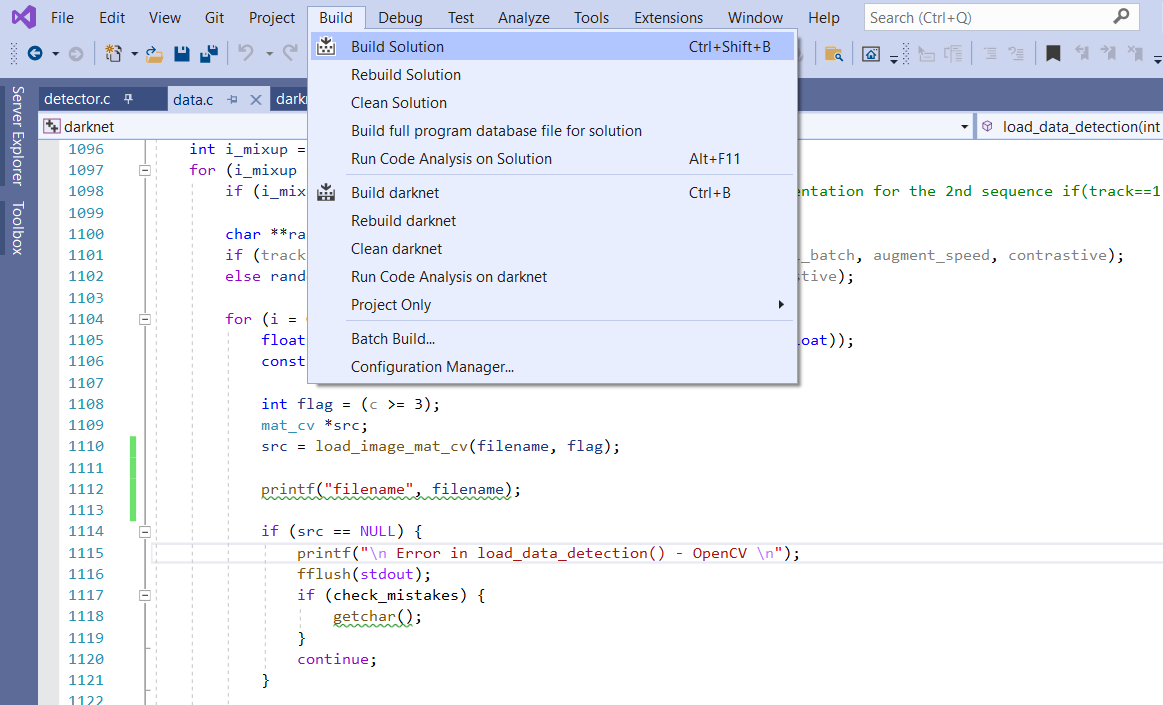 File Edit View Git Project Build Debug Test Analyze Tools Extensions Window Help Search (Ctrl+Q)
Build Solution Ctrl+Shift+B
Rebuild Solution
Clean Solution
Build full program database file for solution
Run Code Analysis on Solution Alt+F11
Build darknet Ctrl+B
Rebuild darknet
Clean darknet
Run Code Analysis on darknet
Project Only
Batch Build...
Configuration Manager...
Server Explorer
Toolbox
detector.c data.c dark
darknet load_data_detection(int
1096 int i_mixup =
1097 for (i_mixup
1098 if (i_mix entation for the 2nd sequence if(track==1
1099
1100 char **ra
1101 if (track _batch, augment_speed, contrastive);
1102 else rand stive);
1103
1104 for (i =
1105 float loat));
1106 const
1107
1108 int flag = (c >= 3);
1109 mat_cv *src;
1110 src = load_image_mat_cv(filename, flag);
1111
1112 printf("filename", filename);
1113
1114 if (src == NULL) {
1115 printf("\n Error in load_data_detection() - OpenCV \n");
1116 fflush(stdout);
1117 if (check_mistakes) {
1118 getchar();
1119 }
1120 continue;
1121 }
1122